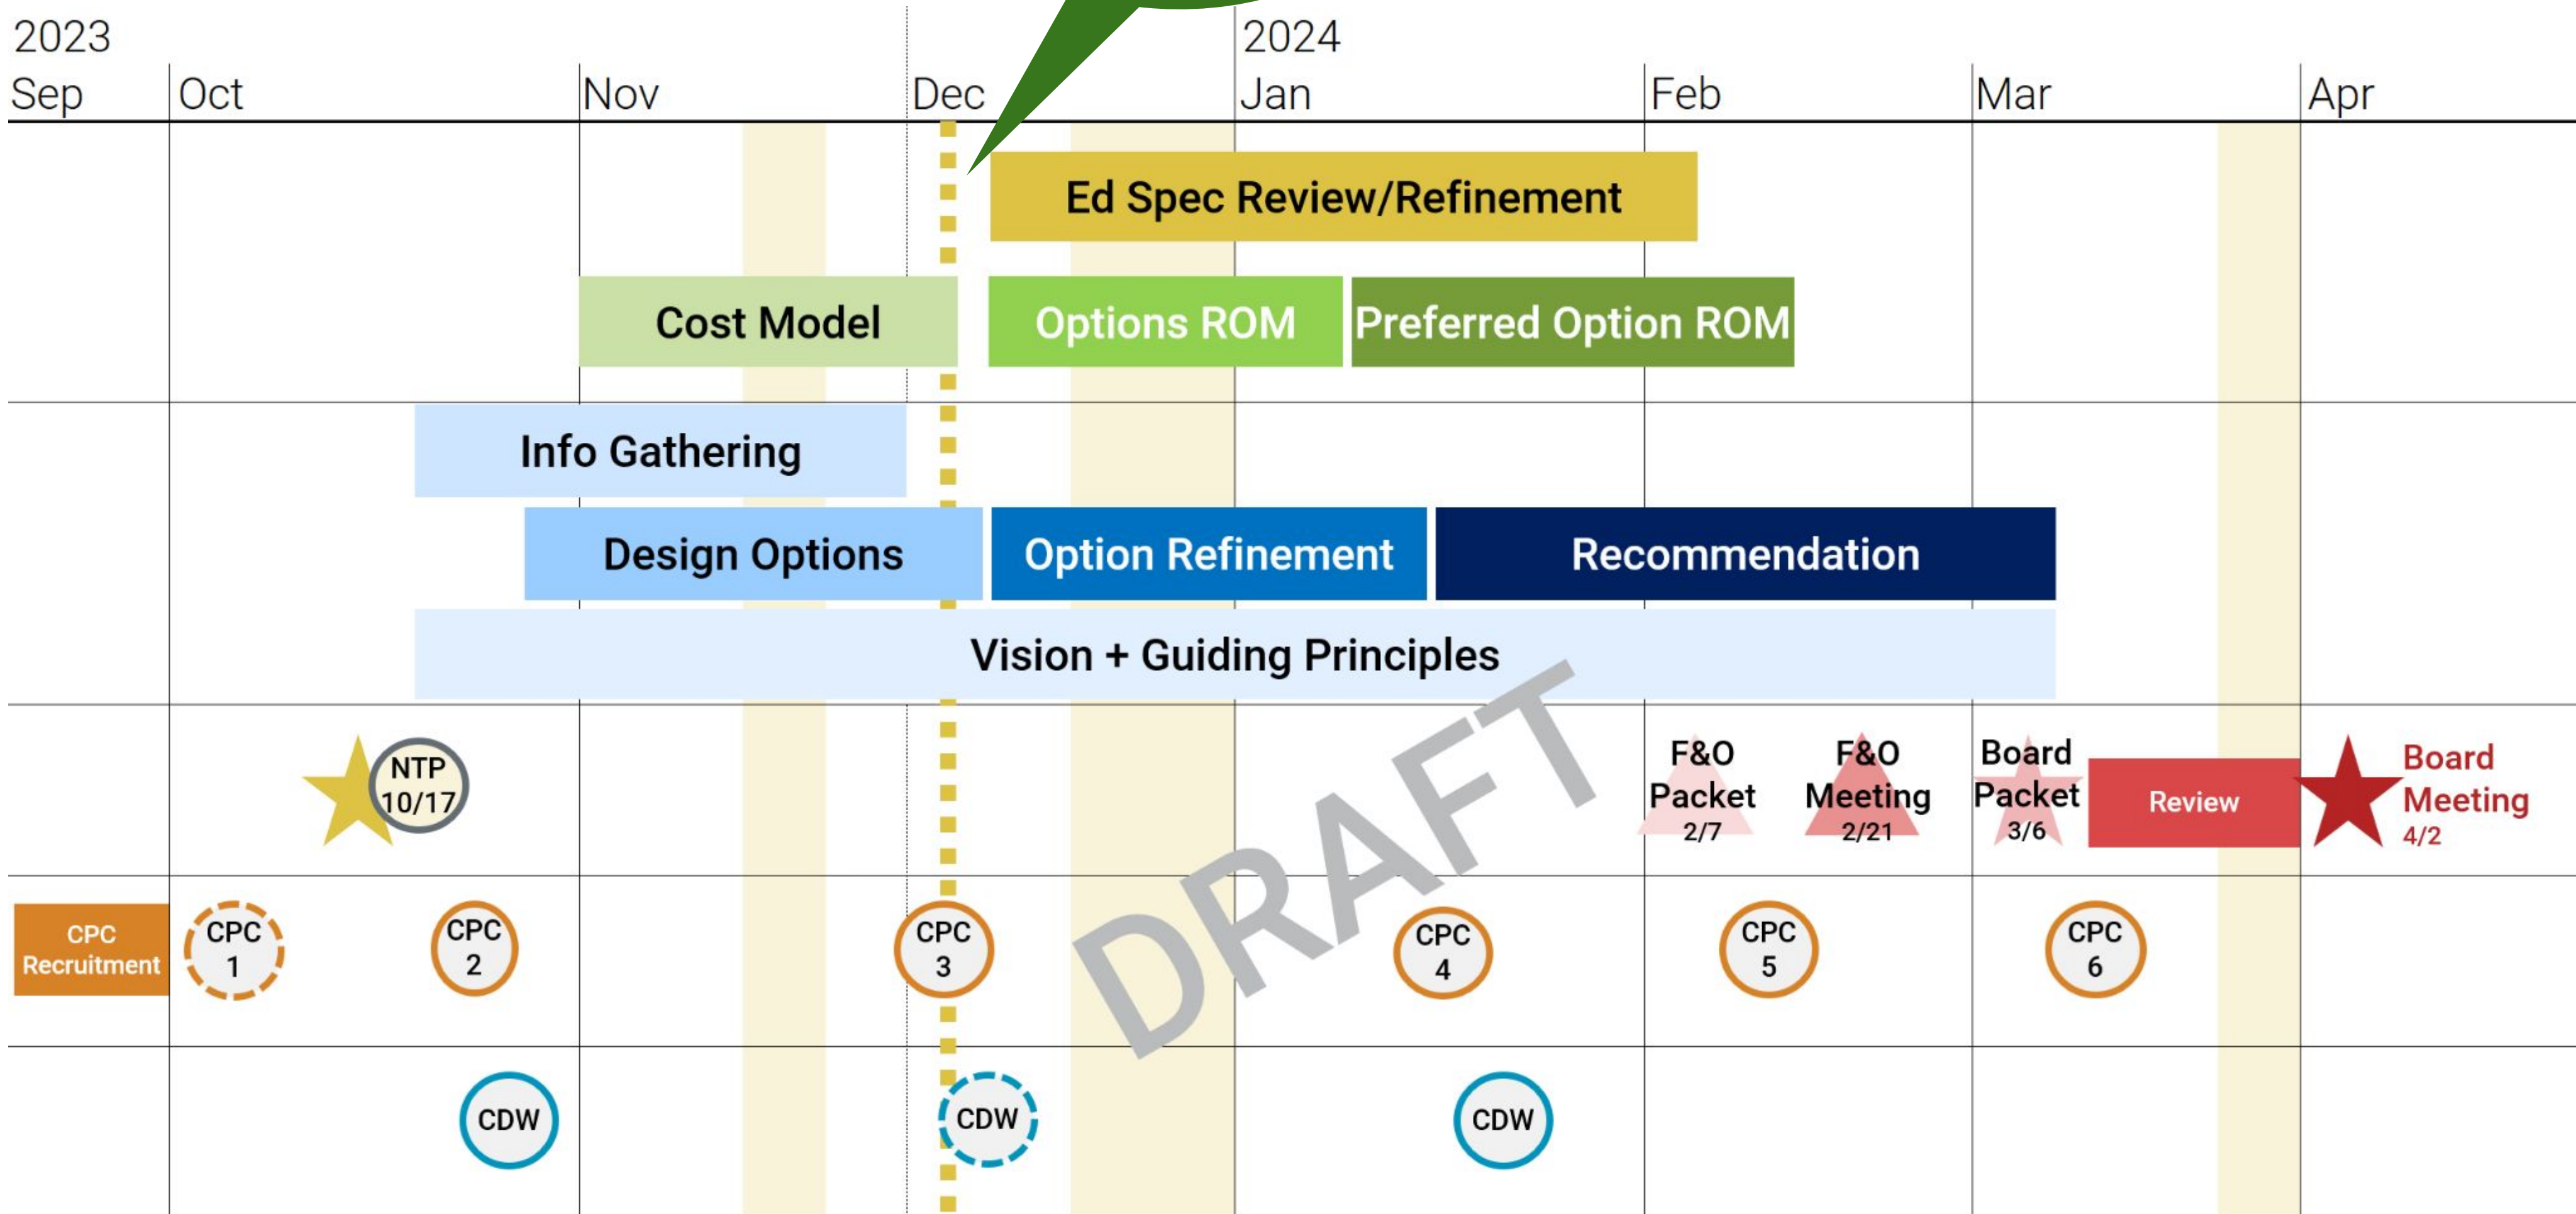 2023
2024
Sep
Oct
Nov
Dec
Jan
Feb
Mar
Apr
Ed Spec Review/Refinement
Cost Model
Options ROM
Preferred Option ROM
Info Gathering
Design Options
Option Refinement
Recommendation
Vision + Guiding Principles
DRAFT
NTP
10/17
F&O
Packet
2/7
F&O
Meeting
2/21
Board
Packet
3/6
Review
Board
Meeting
4/2
CPC
Recruitment
CPC
1
CPC
2
CPC
3
CPC
4
CPC
5
CPC
6
CDW
CDW
CDW